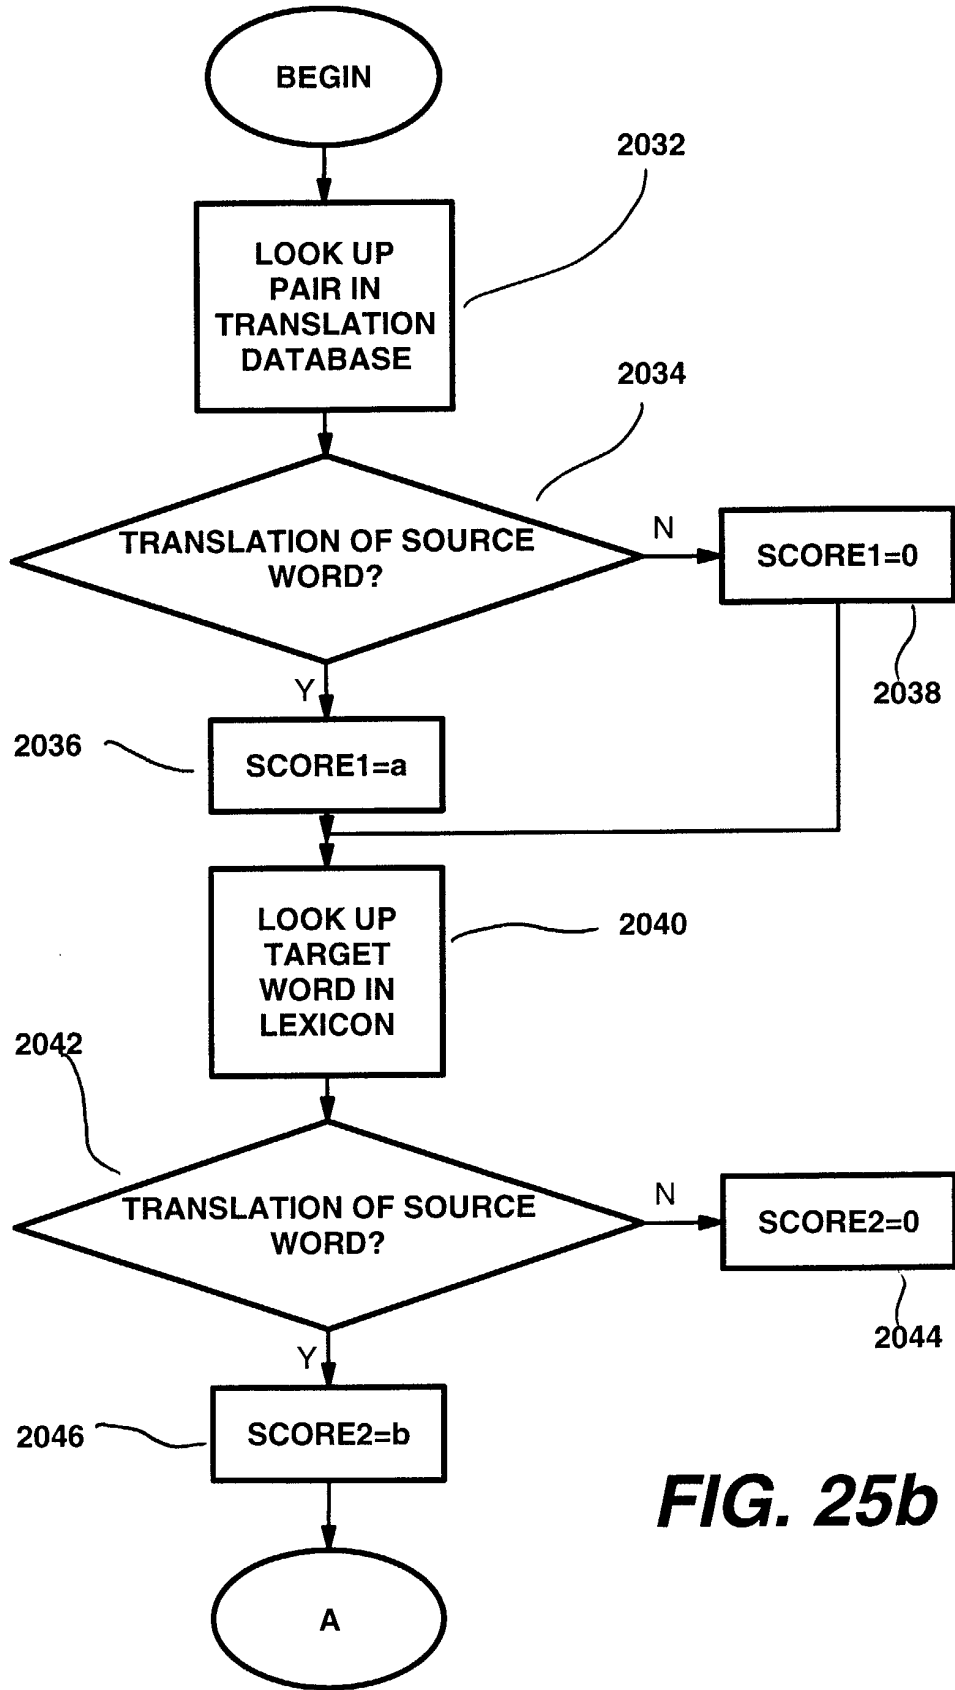 BEGIN
2032
LOOK UP
PAIR IN
TRANSLATION
DATABASE
2034
TRANSLATION OF SOURCE
WORD?
N
SCORE1=0
2038
Y
2036
SCORE1=a
LOOK UP
TARGET
WORD IN
LEXICON
2040
2042
TRANSLATION OF SOURCE
WORD?
N
SCORE2=0
2044
Y
2046
SCORE2=b
FIG. 25b
A